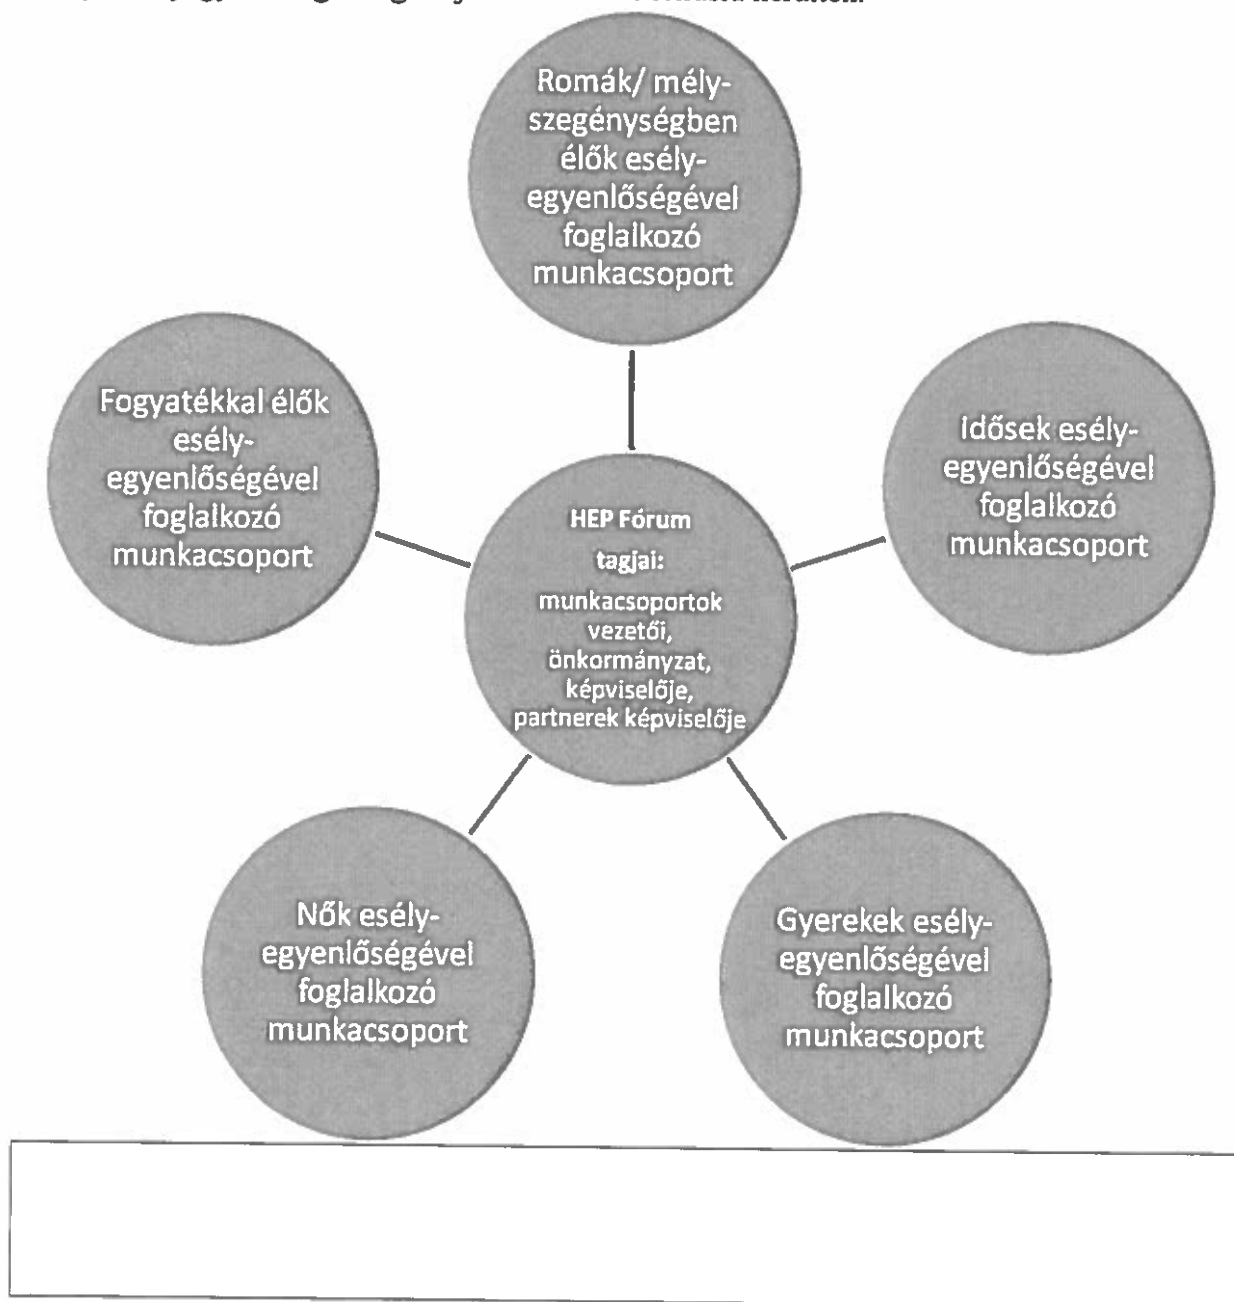 Romák/ mély-
szegénységben
élők esély-
egyenlőségével
foglalkozó
munkacsoport
Fogyatékkal élők
esély-
egyenlőségével
foglalkozó
munkacsoport
Idősek esély-
egyenlőségével
foglalkozó
munkacsoport
HEP Fórum
tagjai:
munkacsoportok
vezetői,
önkormányzat,
képviselője,
partnerek képviselője
Nők esély-
egyenlőségével
foglalkozó
munkacsoport
Gyerekek esély-
egyenlőségével
foglalkozó
munkacsoport